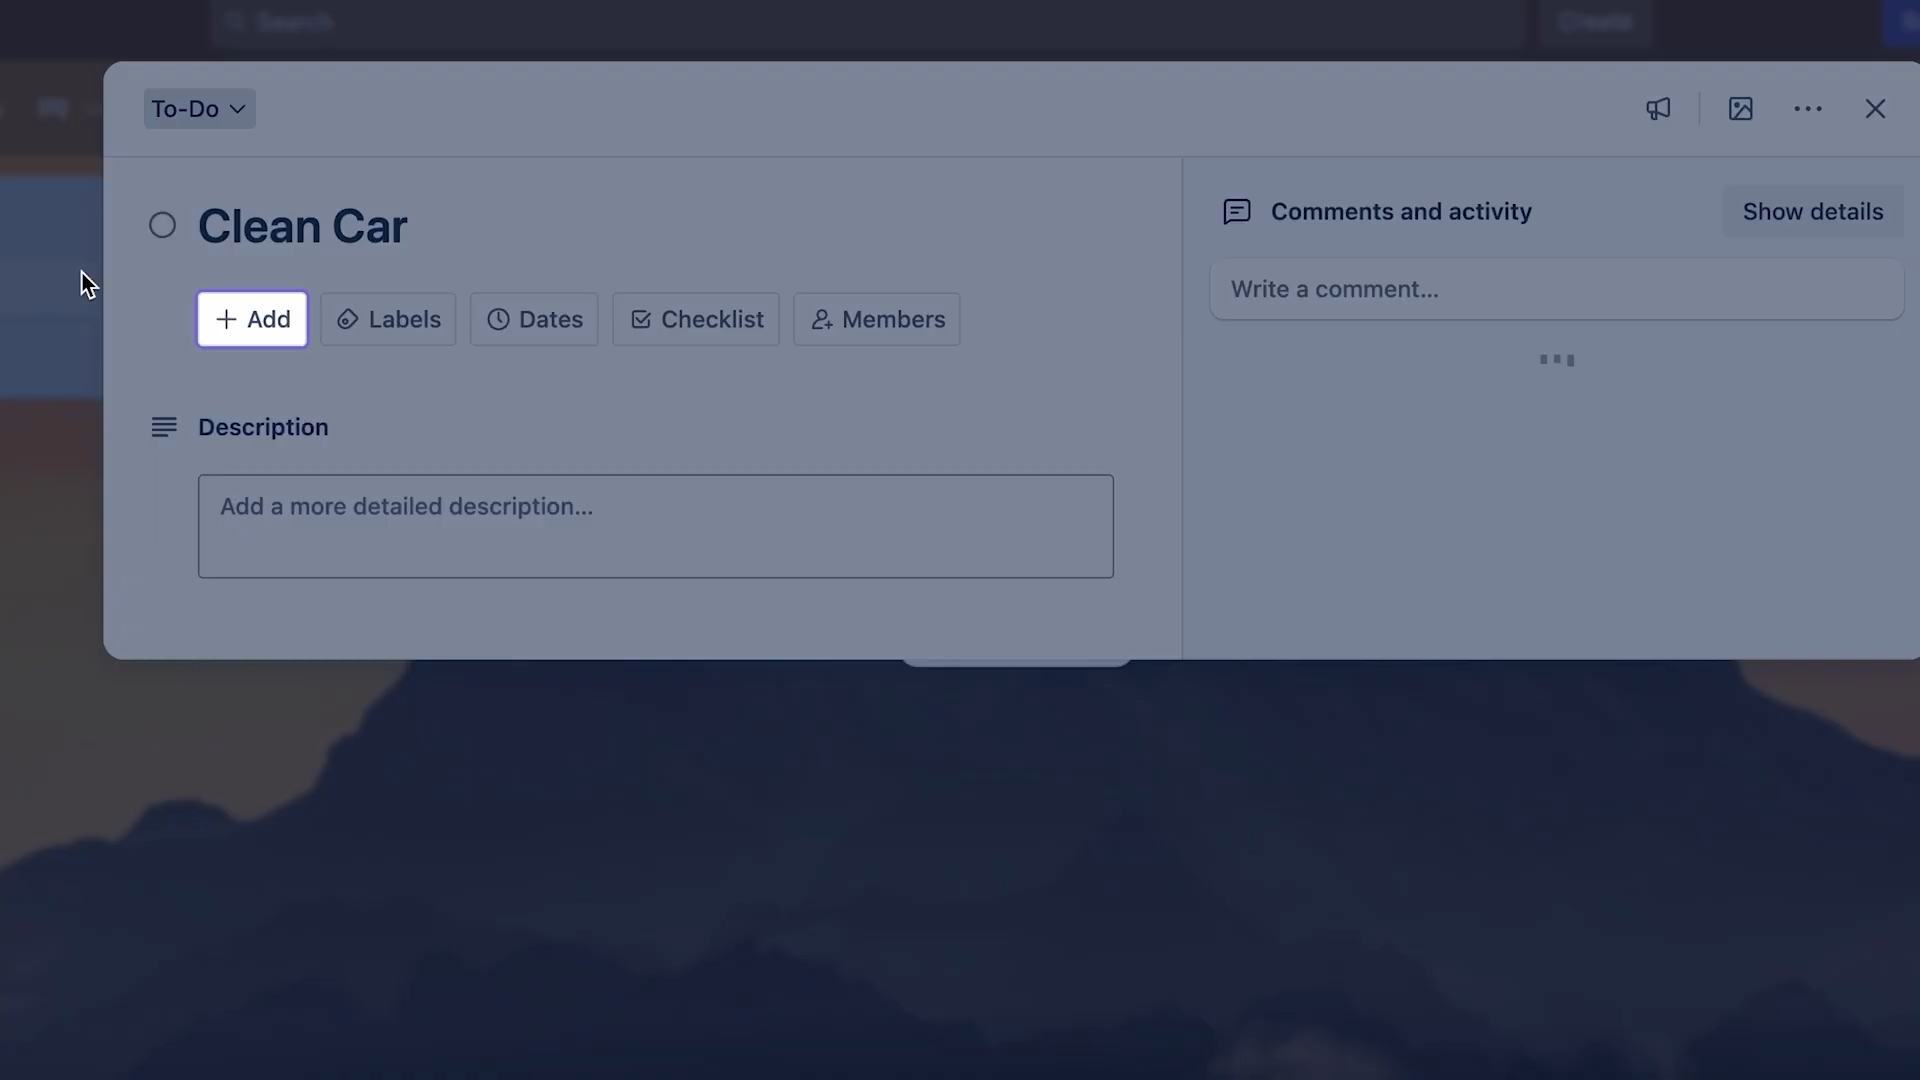 Search
Create
To-Do
Clean Car
Add
Labels
Dates
Checklist
Members
Description
Add a more detailed description...
Comments and activity
Show details
Write a comment...